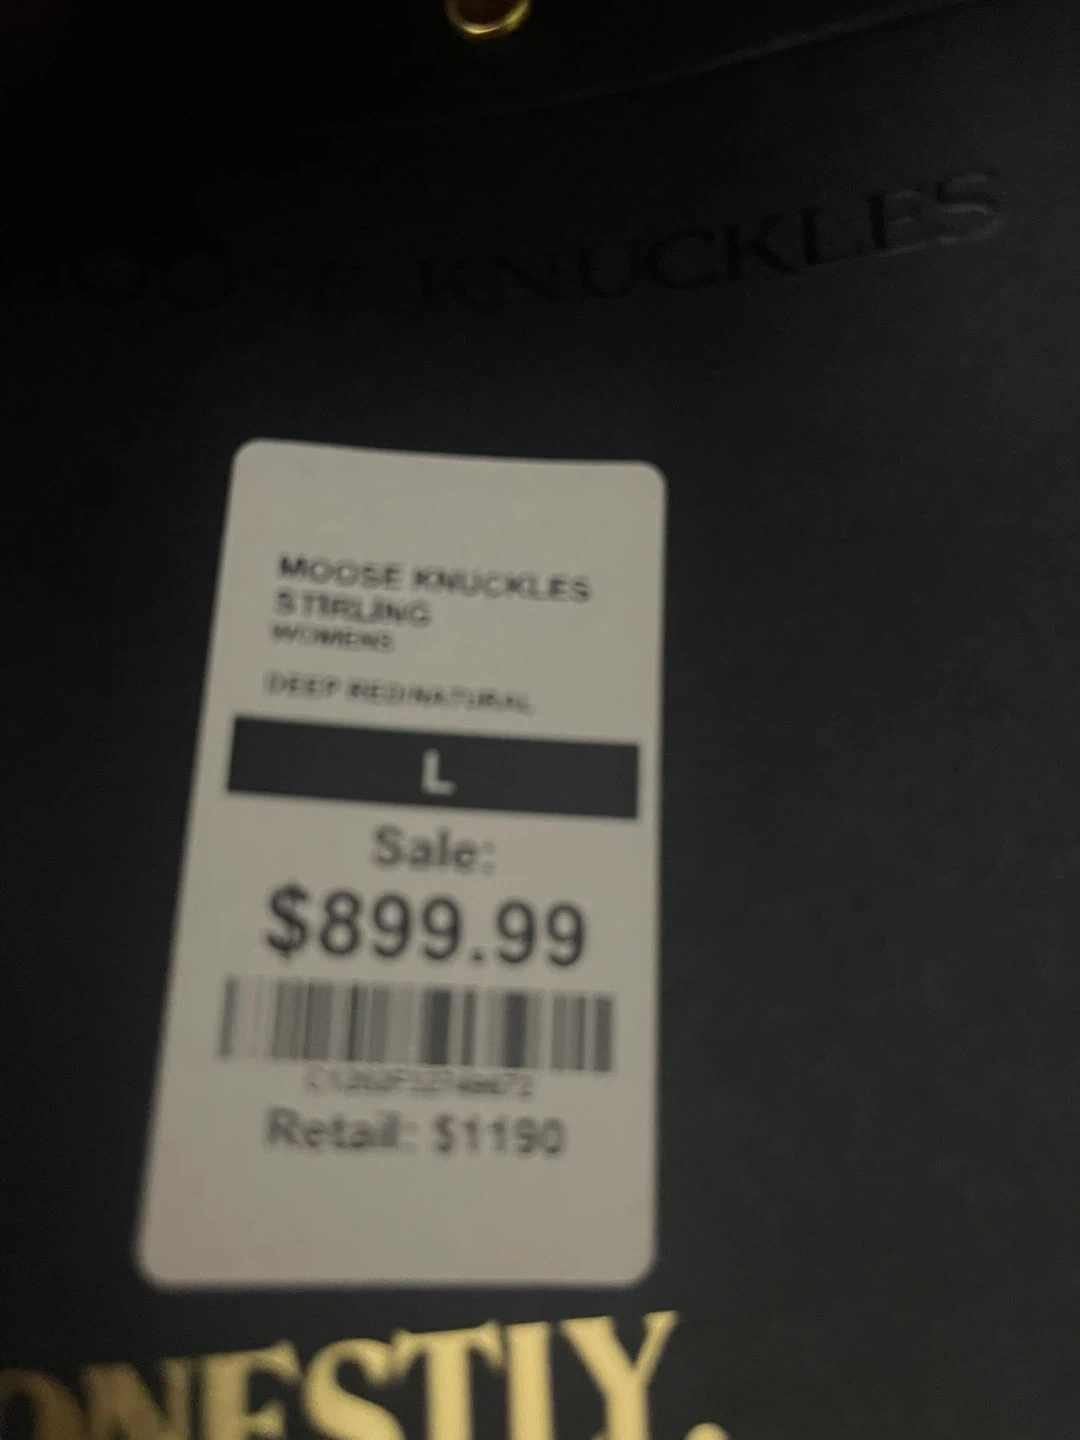 MOOSE KNUCKLES
MOOSE KNUCKLES
STIRLING
WOMENS
DEEP RED/NATURAL
L
Sale:
$899.99
Retail: $1190
ONESTLY.